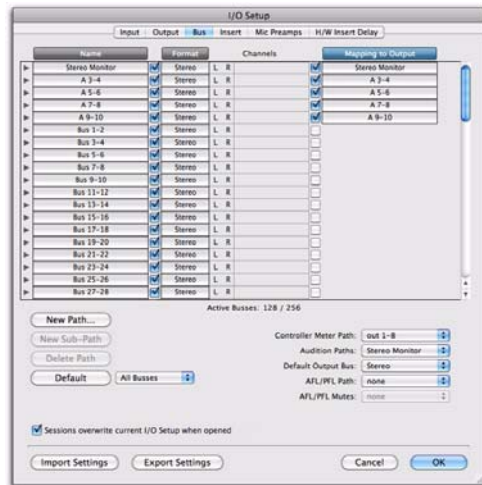 I/O Setup
Input Output Bus Insert Mic Preamps H/W Insert Delay
Name Format Channels Mapping to Output
Stereo Monitor Stereo L R Stereo Monitor
A 3-4 Stereo L R A 3-4
A 5-6 Stereo L R A 5-6
A 7-8 Stereo L R A 7-8
A 9-10 Stereo L R A 9-10
Bus 1-2 Stereo L R
Bus 3-4 Stereo L R
Bus 5-6 Stereo L R
Bus 7-8 Stereo L R
Bus 9-10 Stereo L R
Bus 11-12 Stereo L R
Bus 13-14 Stereo L R
Bus 15-16 Stereo L R
Bus 17-18 Stereo L R
Bus 19-20 Stereo L R
Bus 21-22 Stereo L R
Bus 23-24 Stereo L R
Bus 25-26 Stereo L R
Bus 27-28 Stereo L R
Active Busses: 128 / 256
New Path...
New Sub-Path
Delete Path
Default All Busses
Controller Meter Path: out 1-8
Audition Paths: Stereo Monitor
Default Output Bus: Stereo
AFL/PFL Path: none
AFL/PFL Mutes: none
Sessions overwrite current I/O Setup when opened
Import Settings Export Settings Cancel OK